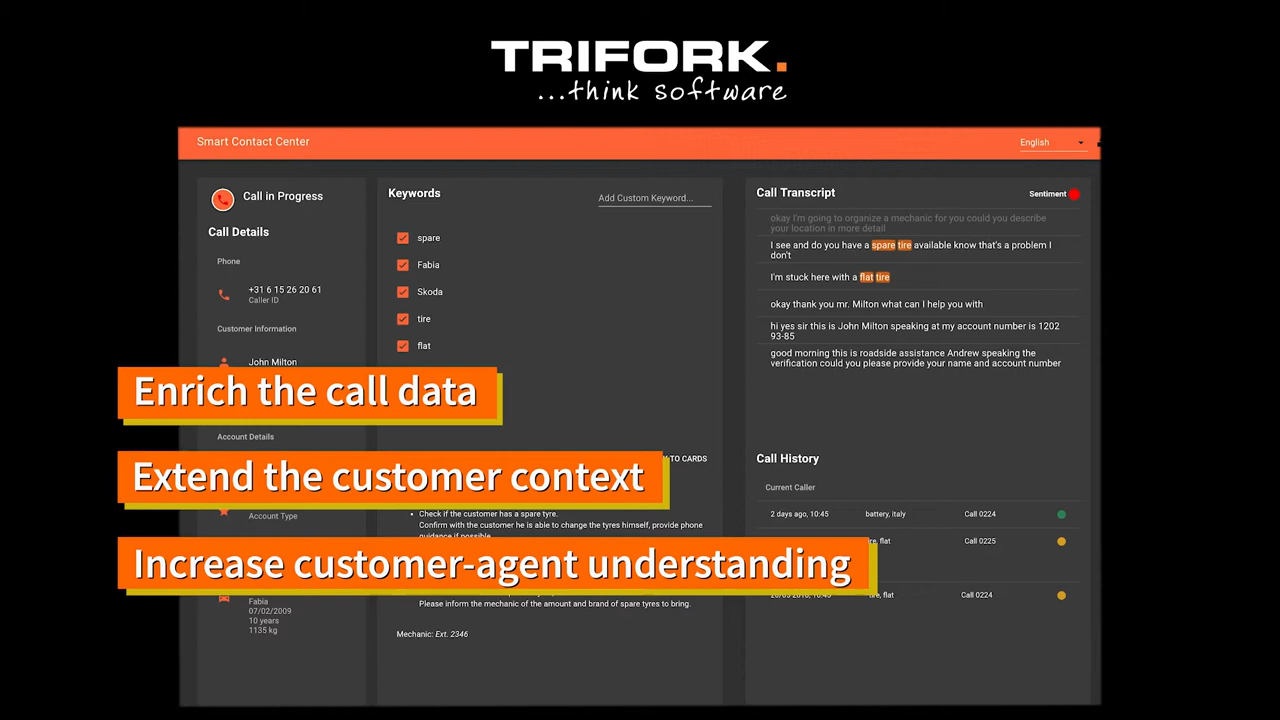 TRIFORK.
...think software
Smart Contact Center
English
Call in Progress
Call Details
Phone
+31 6 15 26 20 61
Caller ID
Customer Information
John Milton
Account Details
Account Type
Fabia
07/02/2009
10 years
1135 kg
Keywords
Add Custom Keyword...
spare
Fabia
Skoda
tire
flat
TO CARDS
Check if the customer has a spare tyre.
Confirm with the customer he is able to change the tyres himself, provide phone
guidance if possible.
Please inform the mechanic of the amount and brand of spare tyres to bring.
Mechanic: Ext. 2346
Call Transcript
Sentiment
okay I'm going to organize a mechanic for you could you describe
your location in more detail
I see and do you have a spare tire available know that's a problem I
don't
I'm stuck here with a flat tire
okay thank you mr. Milton what can I help you with
hi yes sir this is John Milton speaking at my account number is 1202
93-85
good morning this is roadside assistance Andrew speaking the
verification could you please provide your name and account number
Call History
Current Caller
2 days ago, 10:45 battery, italy Call 0224
flat Call 0225
tire, flat Call 0224
Enrich the call data
Extend the customer context
Increase customer-agent understanding